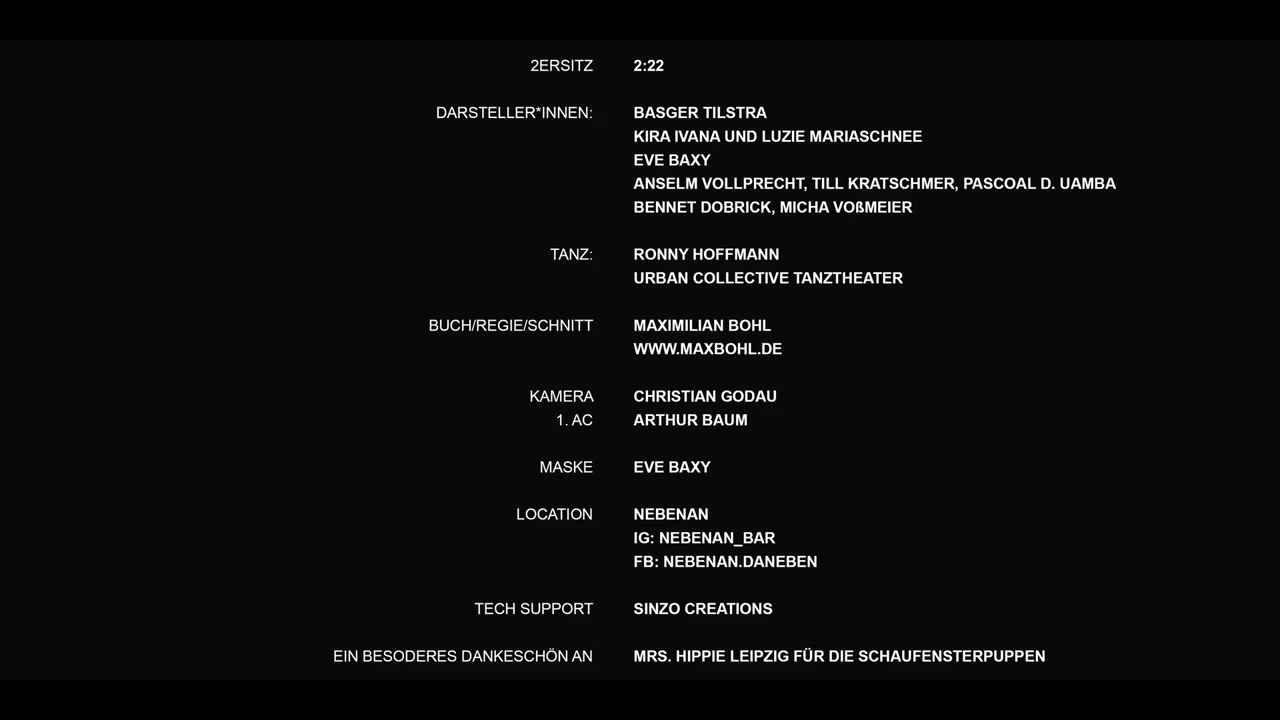 2ERSITZ 2:22
DARSTELLER*INNEN: BASGER TILSTRA
KIRA IVANA UND LUZIE MARIASCHNEE
EVE BAXY
ANSELM VOLLPRECHT, TILL KRATSCHMER, PASCOAL D. UAMBA
BENNET DOBRICK, MICHA VOßMEIER
TANZ: RONNY HOFFMANN
URBAN COLLECTIVE TANZTHEATER
BUCH/REGIE/SCHNITT MAXIMILIAN BOHL
WWW.MAXBOHL.DE
KAMERA CHRISTIAN GODAU
1. AC ARTHUR BAUM
MASKE EVE BAXY
LOCATION NEBENAN
IG: NEBENAN_BAR
FB: NEBENAN.DANEBEN
TECH SUPPORT SINZO CREATIONS
EIN BESODERES DANKESCHÖN AN MRS. HIPPIE LEIPZIG FÜR DIE SCHAUFENSTERPUPPEN